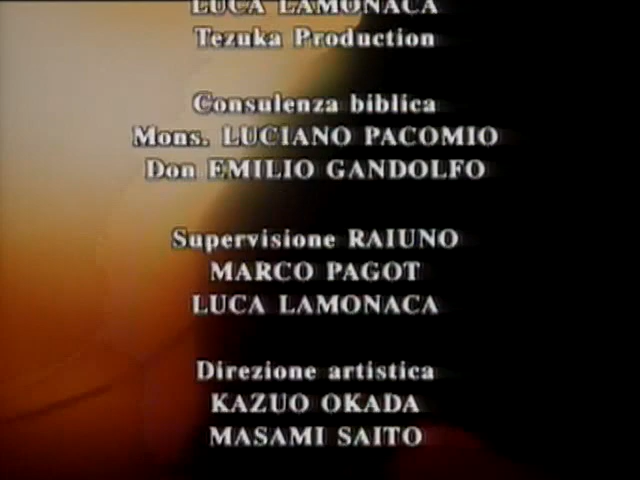 LUCA LAMONACA
Tezuka Production
Consulenza biblica
Mons. LUCIANO PACOMIO
Don EMILIO GANDOLFO
Supervisione RAIUNO
MARCO PAGOT
LUCA LAMONACA
Direzione artistica
KAZUO OKADA
MASAMI SAITO